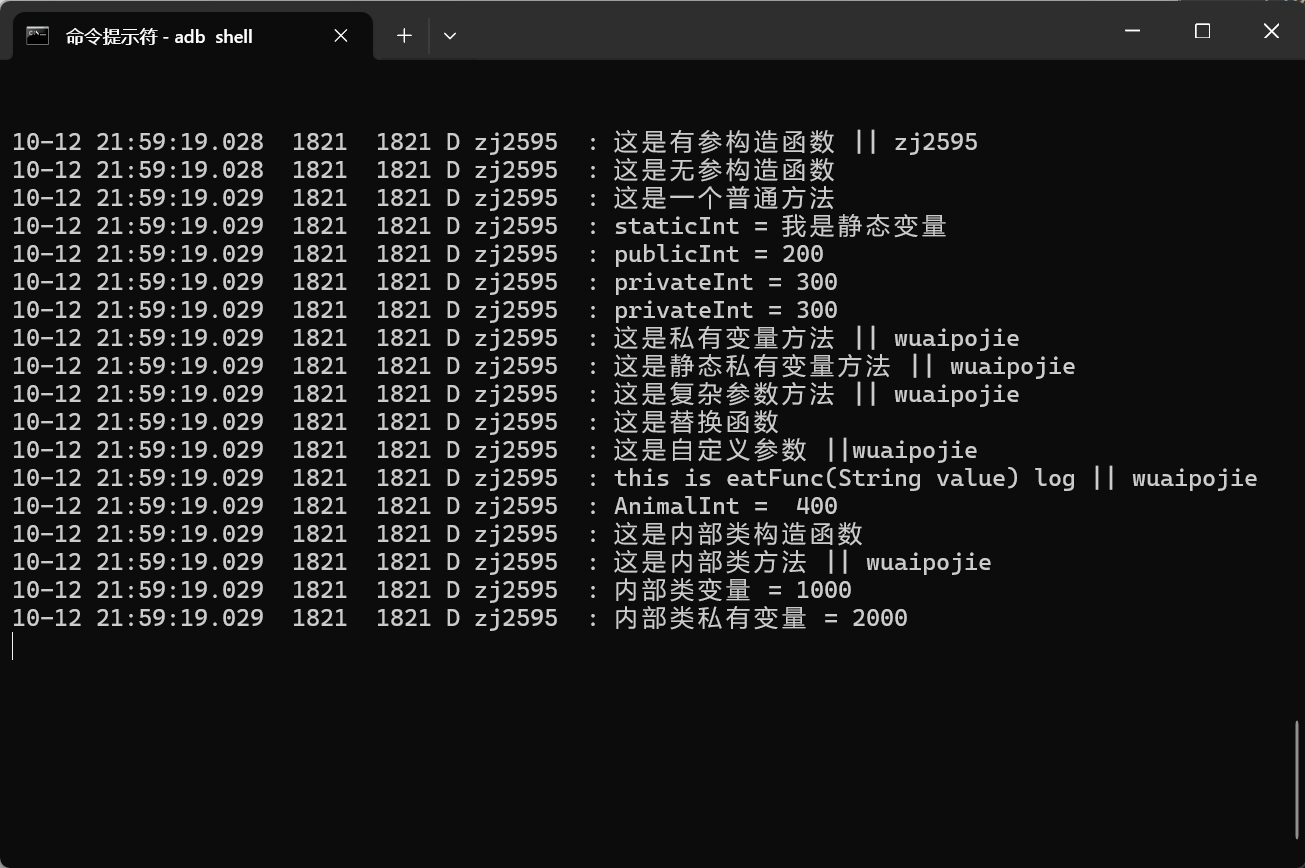 命令提示符 - adb  shell
10-12 21:59:19.028  1821  1821 D zj2595  : 这是有参构造函数 || zj2595
10-12 21:59:19.028  1821  1821 D zj2595  : 这是无参构造函数
10-12 21:59:19.029  1821  1821 D zj2595  : 这是一个普通方法
10-12 21:59:19.029  1821  1821 D zj2595  : staticInt = 我是静态变量
10-12 21:59:19.029  1821  1821 D zj2595  : publicInt = 200
10-12 21:59:19.029  1821  1821 D zj2595  : privateInt = 300
10-12 21:59:19.029  1821  1821 D zj2595  : privateInt = 300
10-12 21:59:19.029  1821  1821 D zj2595  : 这是私有变量方法 || wuaipojie
10-12 21:59:19.029  1821  1821 D zj2595  : 这是静态私有变量方法 || wuaipojie
10-12 21:59:19.029  1821  1821 D zj2595  : 这是复杂参数方法 || wuaipojie
10-12 21:59:19.029  1821  1821 D zj2595  : 这是替换函数
10-12 21:59:19.029  1821  1821 D zj2595  : 这是自定义参数 ||wuaipojie
10-12 21:59:19.029  1821  1821 D zj2595  : this is eatFunc(String value) log || wuaipojie
10-12 21:59:19.029  1821  1821 D zj2595  : AnimalInt =  400
10-12 21:59:19.029  1821  1821 D zj2595  : 这是内部类构造函数
10-12 21:59:19.029  1821  1821 D zj2595  : 这是内部类方法 || wuaipojie
10-12 21:59:19.029  1821  1821 D zj2595  : 内部类变量 = 1000
10-12 21:59:19.029  1821  1821 D zj2595  : 内部类私有变量 = 2000